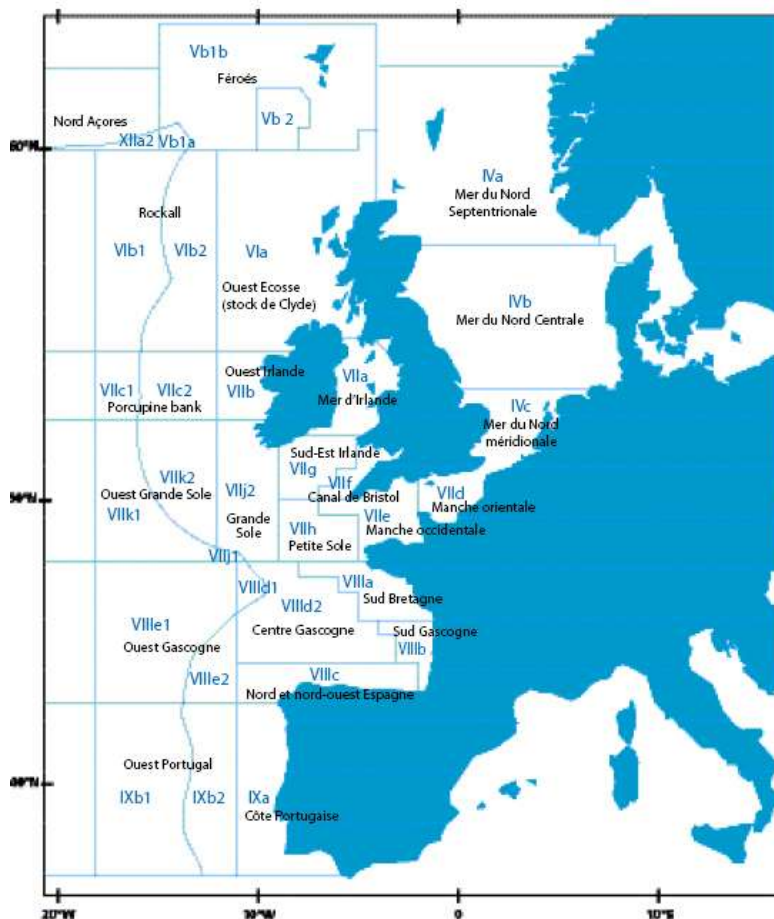 Vb1b
Féroés
Vb 2
Nord Açores
XIIa2
Vb1a
60°N
IVa
Mer du Nord
Septentrionale
Rockall
VIb1
VIb2
VIa
Ouest Ecosse
(stock de Clyde)
IVb
Mer du Nord Centrale
Ouest Irlande
VIIc1
VIIc2
VIIb
Porcupine bank
VIIa
Mer d'Irlande
IVc
Mer du Nord
méridionale
Sud-Est Irlande
VIIg
VIIf
Canal de Bristol
VIIk2
Ouest Grande Sole
VIIk1
VIIj2
Grande
Sole
VIIh
Petite Sole
VIIe
Manche occidentale
VIId
Manche orientale
VIIj1
VIIId1
VIIId2
Centre Gascogne
VIIIa
Sud Bretagne
Sud Gascogne
VIIIb
VIIIe1
Ouest Gascogne
VIIIe2
VIIIc
Nord et nord-ouest Espagne
Ouest Portugal
IXb1
IXb2
IXa
Côte Portugaise
20°W
10°W
0